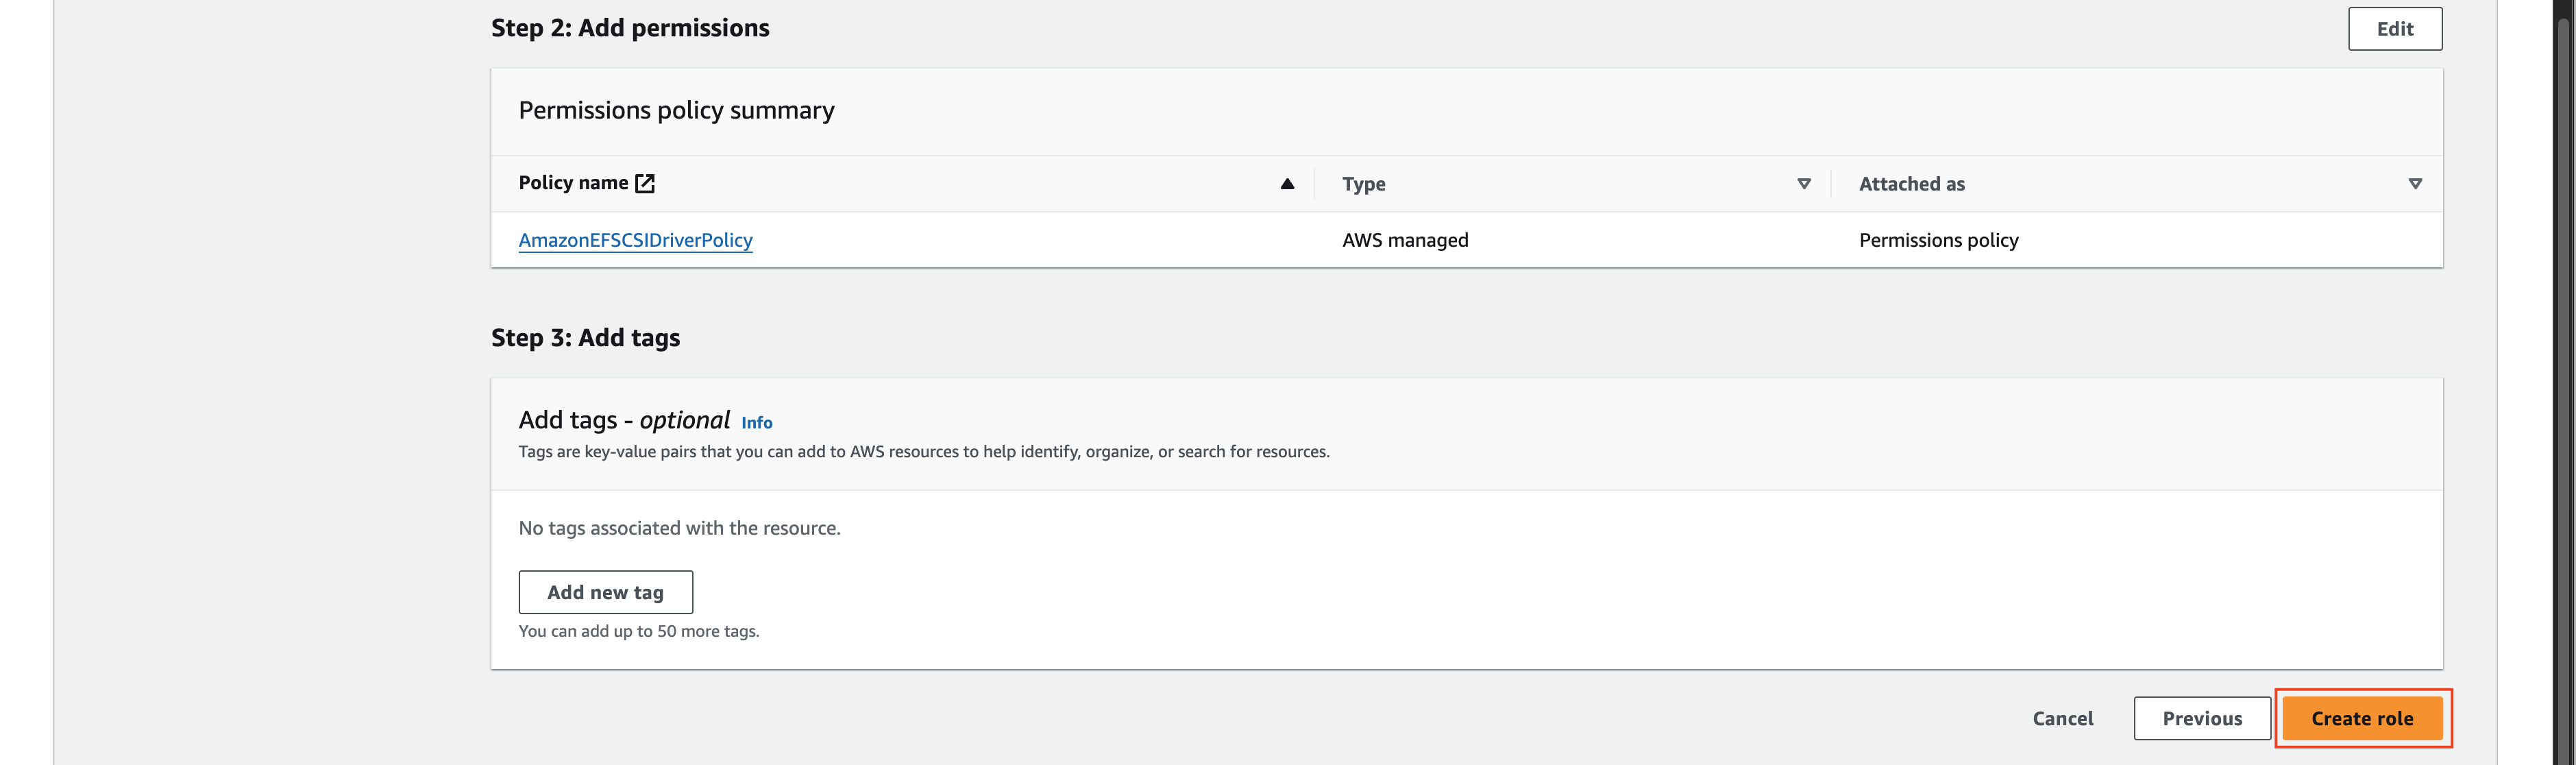 Step 2: Add permissions
Edit
Permissions policy summary
Policy name
Type
Attached as
AmazonEFSCSIDriverPolicy
AWS managed
Permissions policy
Step 3: Add tags
Add tags - optional Info
Tags are key-value pairs that you can add to AWS resources to help identify, organize, or search for resources.
No tags associated with the resource.
Add new tag
You can add up to 50 more tags.
Cancel
Previous
Create role